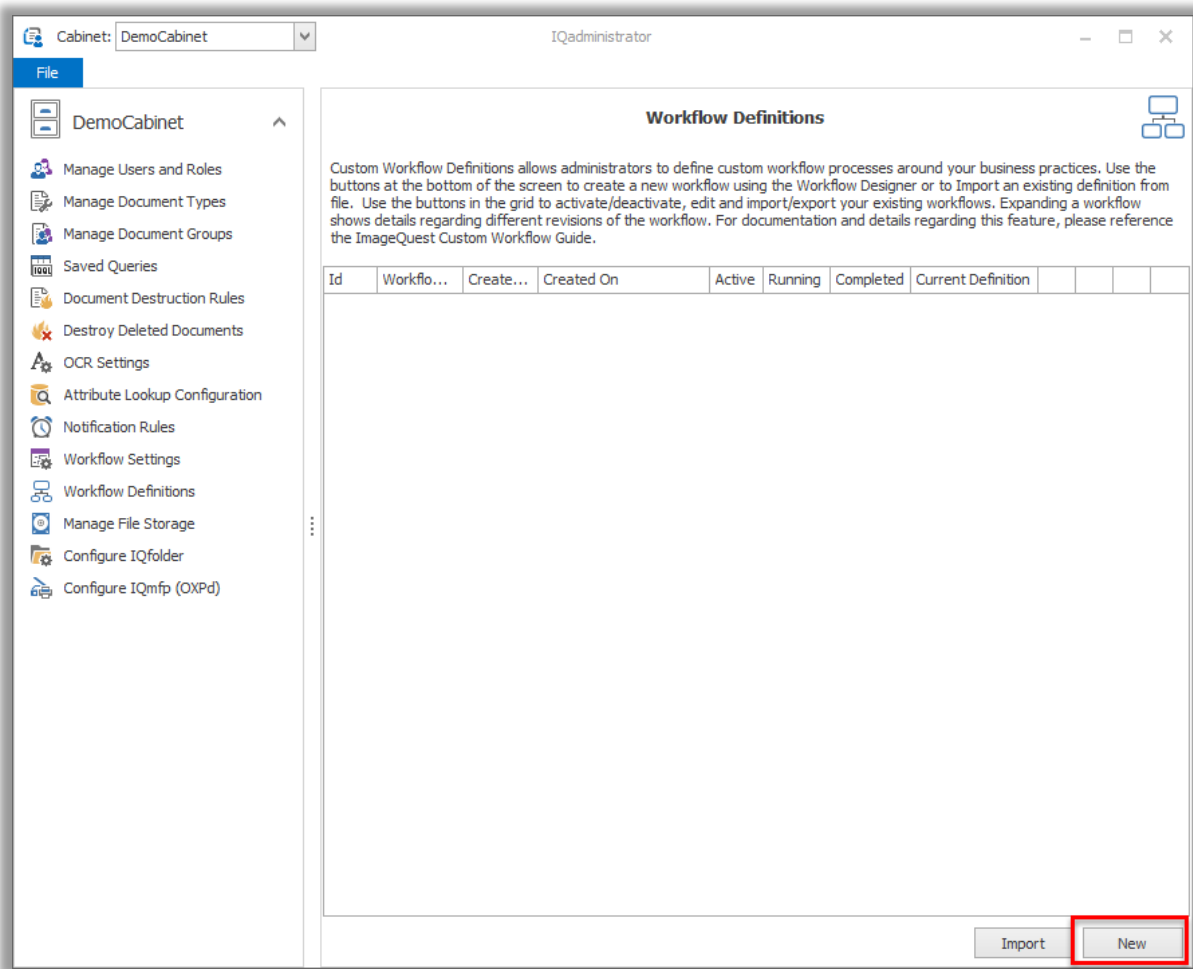 Cabinet: DemoCabinet
IQadministrator
File
DemoCabinet
Manage Users and Roles
Manage Document Types
Manage Document Groups
Saved Queries
Document Destruction Rules
Destroy Deleted Documents
OCR Settings
Attribute Lookup Configuration
Notification Rules
Workflow Settings
Workflow Definitions
Manage File Storage
Configure IQfolder
Configure IQmfp (OXPd)
Workflow Definitions
Custom Workflow Definitions allows administrators to define custom workflow processes around your business practices. Use the
buttons at the bottom of the screen to create a new workflow using the Workflow Designer or to Import an existing definition from
file.  Use the buttons in the grid to activate/deactivate, edit and import/export your existing workflows. Expanding a workflow
shows details regarding different revisions of the workflow. For documentation and details regarding this feature, please reference
the ImageQuest Custom Workflow Guide.
Id Workflo... Create... Created On Active Running Completed Current Definition
Import New